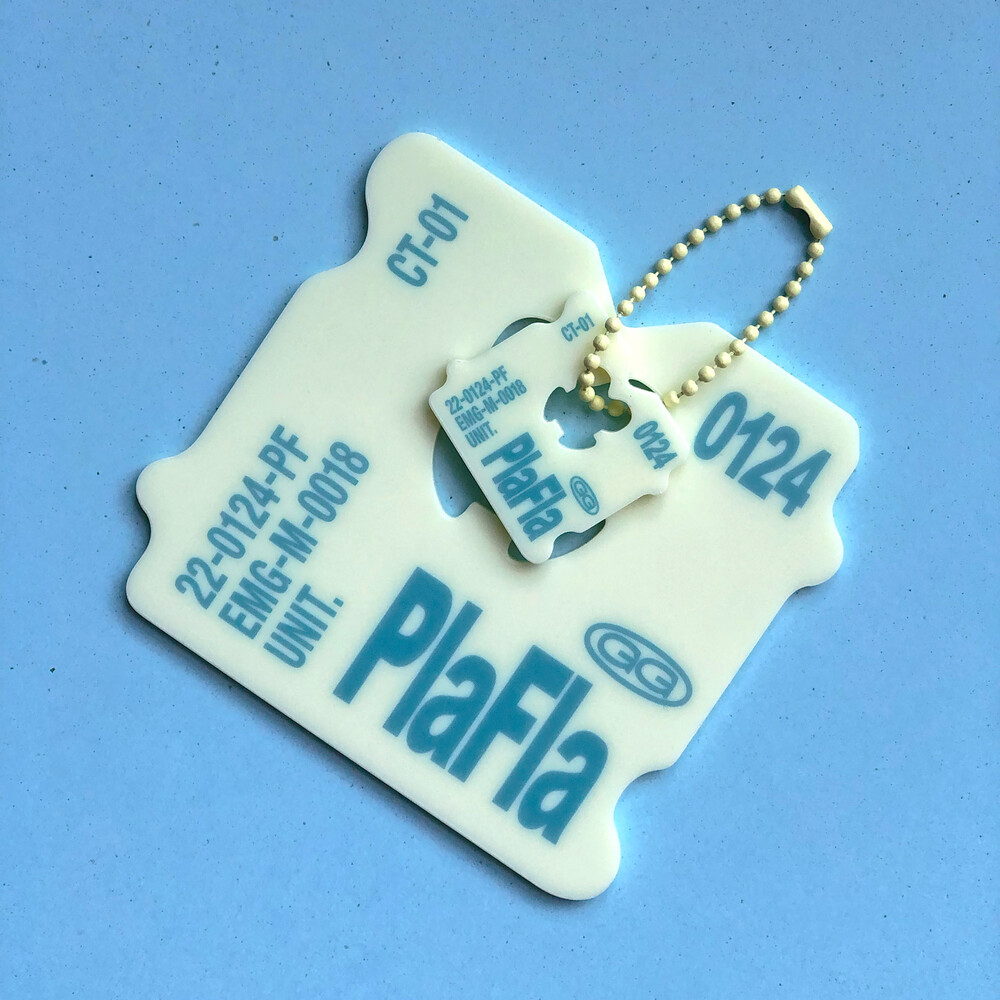 CT-01
0124
22-0124-PF
EMG-M-0018
UNIT.
PlaFla
GG
CT-01
22-0124-PF
EMG-M-0018
UNIT.
0124
PlaFla
GG